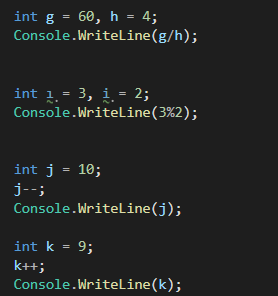 int g = 60, h = 4;
Console.WriteLine(g/h);
int ı = 3, i = 2;
Console.WriteLine(3%2);
int j = 10;
j--;
Console.WriteLine(j);
int k = 9;
k++;
Console.WriteLine(k);